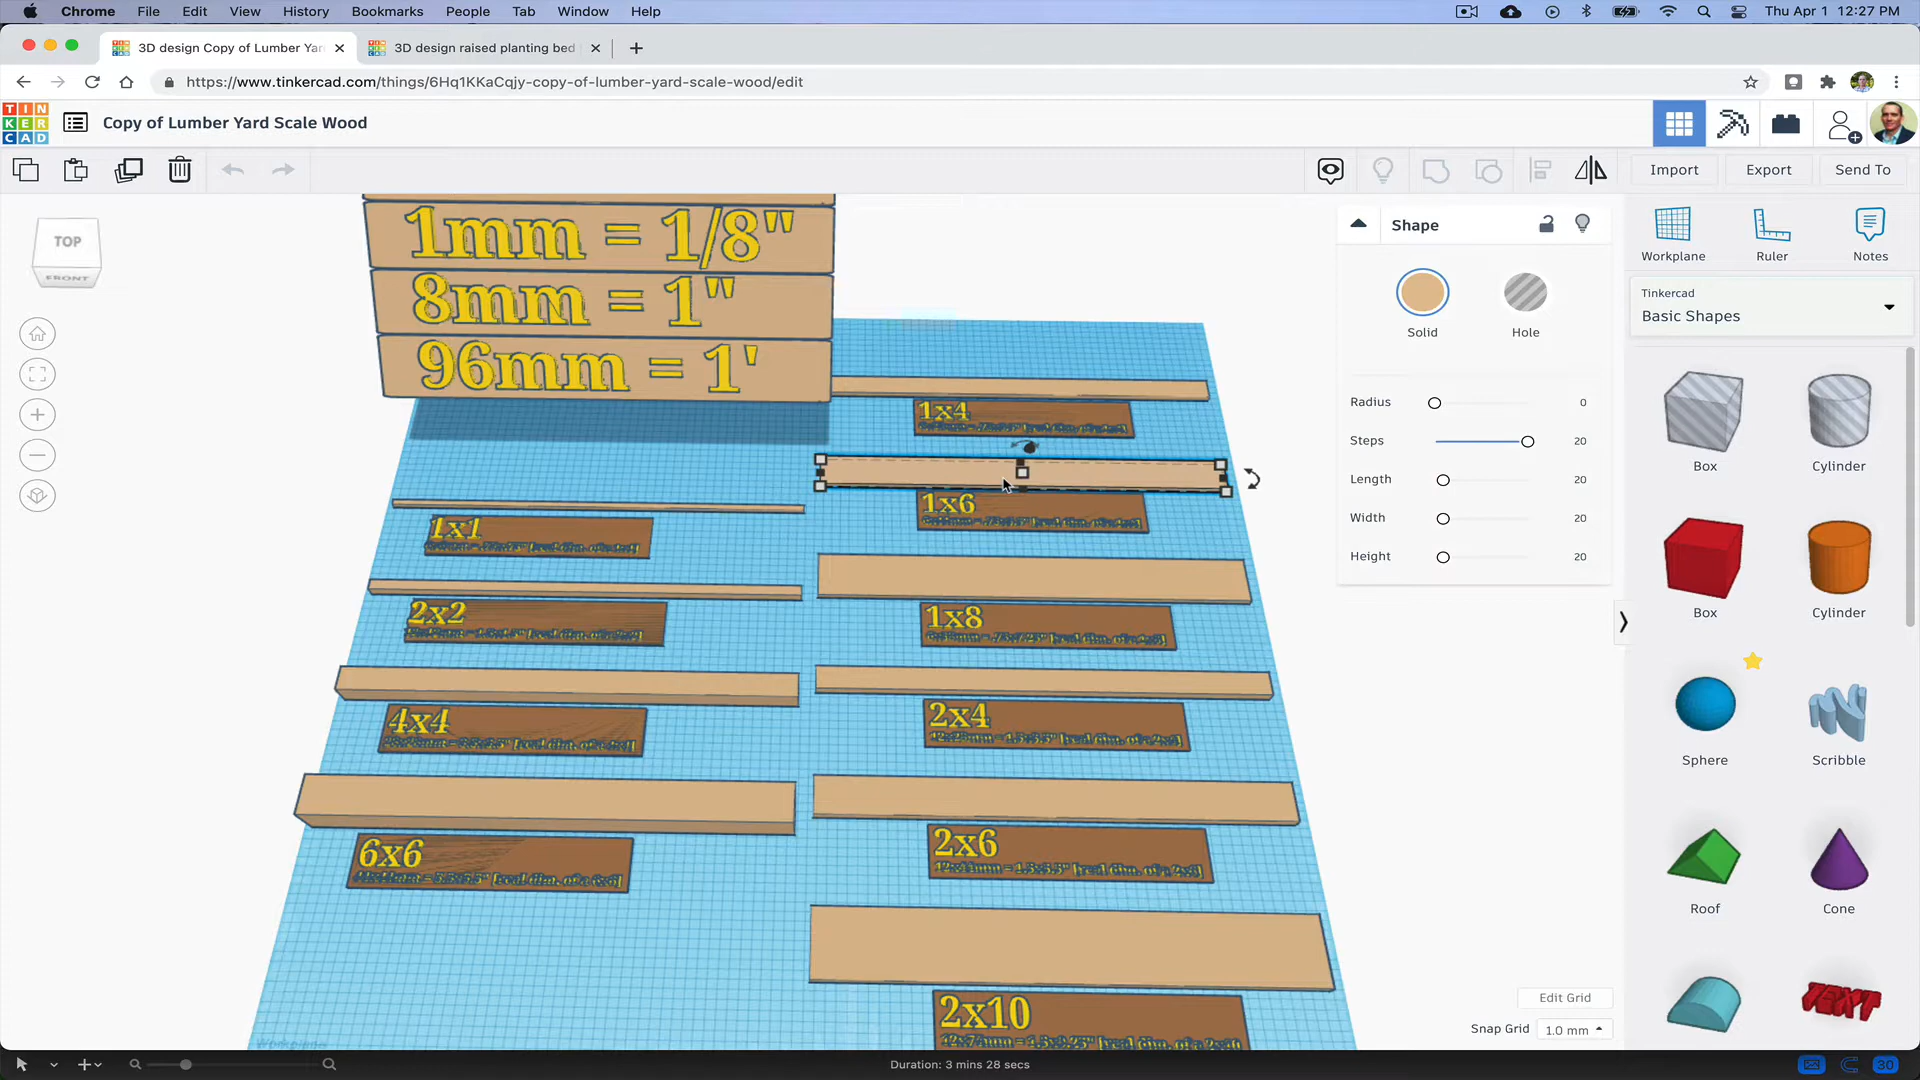 Chrome File Edit View History Bookmarks People Tab Window Help Thu Apr 1 12:27 PM
3D design Copy of Lumber Yar 3D design raised planting bed
https://www.tinkercad.com/things/6Hq1KKaCqjy-copy-of-lumber-yard-scale-wood/edit
TIN
KER
CAD
Copy of Lumber Yard Scale Wood
Import Export Send To
TOP
FRONT
1mm = 1/8"
8mm = 1"
96mm = 1'
1x4
1x6
1x1
1x8
2x2
2x4
4x4
2x6
6x6
2x10
Shape
Solid Hole
Radius 0
Steps 20
Length 20
Width 20
Height 20
Workplane Ruler Notes
Tinkercad
Basic Shapes
Box Cylinder
Box Cylinder
Sphere Scribble
Roof Cone
TEXT
Edit Grid
Snap Grid 1.0 mm
Workplane
Duration: 3 mins 28 secs
30